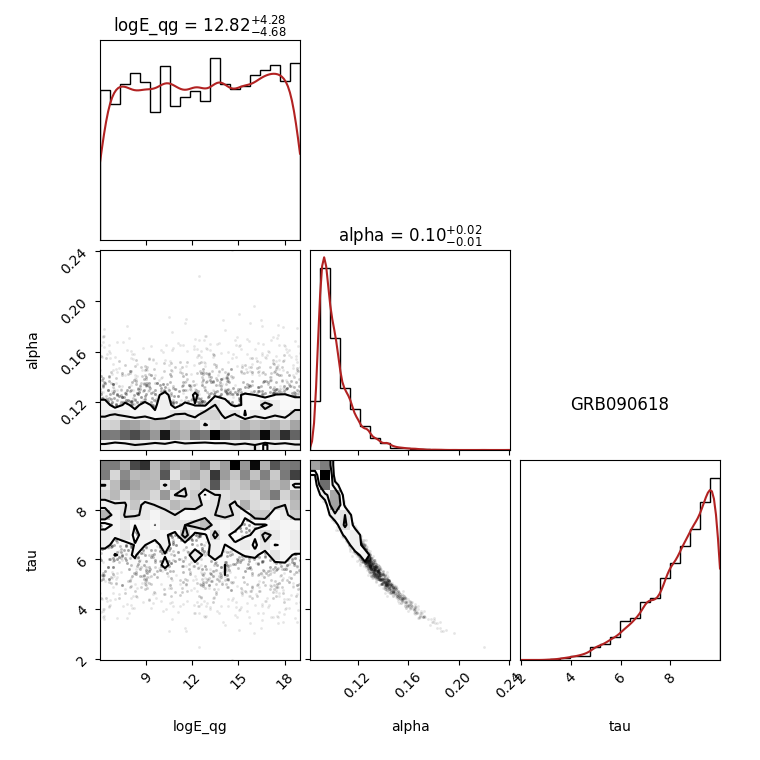 logE_qg = 12.82+4.28−4.68
alpha = 0.10+0.02−0.01
0.24
0.20
0.16
0.12
alpha
GRB090618
8
6
4
2
tau
9 12 15 18
0.12 0.16 0.20 0.24
2 4 6 8
logE_qg alpha tau